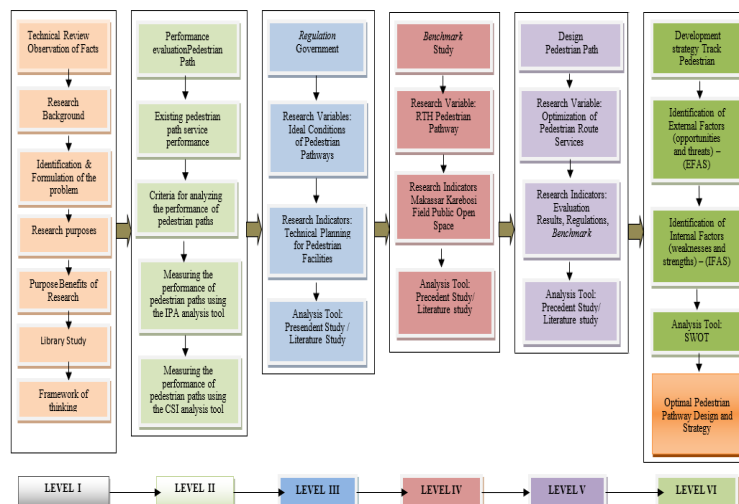 Technical Review
Observation of Facts
Research
Background
Identification &
Formulation of the
problem
Research purposes
Purpose Benefits of
Research
Library Study
Framework of
thinking
Performance
evaluationPedestrian
Path
Existing pedestrian
path service
performance
Criteria for analyzing
the performance of
pedestrian paths
Measuring the
performance of
pedestrian paths using
the IPA analysis tool
Measuring the
performance of
pedestrian paths using
the CSI analysis tool
Regulation
Government
Research Variables:
Ideal Conditions
of Pedestrian
Pathways
Research Indicators:
Technical Planning
for Pedestrian
Facilities
Analysis Tool:
Presendent Study /
Literature Study
Benchmark
Study
Research Variable:
RTH Pedestrian
Pathway
Research Indicators
Makassar Karebosi
Field Public Open
Space
Analysis Tool:
Precedent Study/
Literature study
Design
Pedestrian Path
Research Variable:
Optimization of
Pedestrian Route
Services
Research Indicators:
Evaluation
Results, Regulations,
Benchmark
Analysis Tool:
Precedent Study/
Literature study
Development
strategy Track
Pedestrian
Identification of
External Factors
(opportunities
and threats) –
(EFAS)
Identification of
Internal Factors
(weaknesses and
strengths) – (IFAS)
Analysis Tool:
SWOT
Optimal Pedestrian
Pathway Design and
Strategy
LEVEL I
LEVEL II
LEVEL III
LEVEL IV
LEVEL V
LEVEL VI